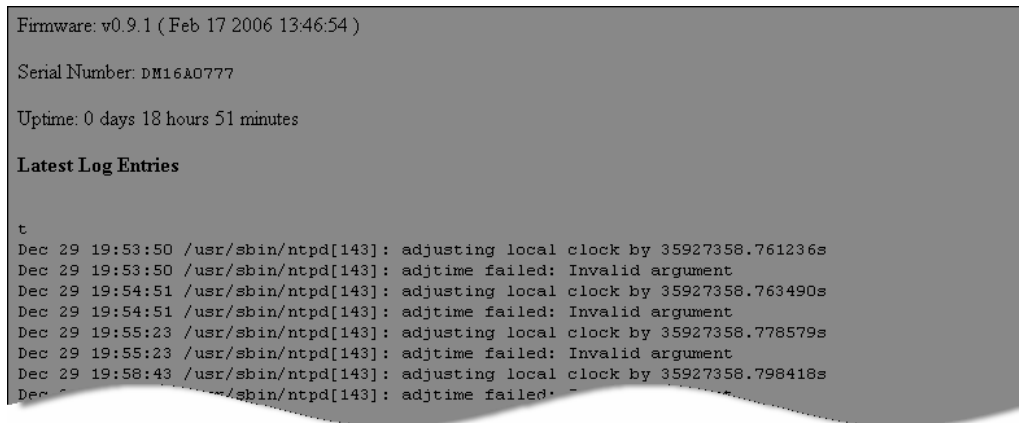 Firmware: v0.9.1 ( Feb 17 2006 13:46:54 )
Serial Number: DM16A0777
Uptime: 0 days 18 hours 51 minutes
Latest Log Entries
t
Dec 29 19:53:50 /usr/sbin/ntpd[143]: adjusting local clock by 35927358.761236s
Dec 29 19:53:50 /usr/sbin/ntpd[143]: adjtime failed: Invalid argument
Dec 29 19:54:51 /usr/sbin/ntpd[143]: adjusting local clock by 35927358.763490s
Dec 29 19:54:51 /usr/sbin/ntpd[143]: adjtime failed: Invalid argument
Dec 29 19:55:23 /usr/sbin/ntpd[143]: adjusting local clock by 35927358.778579s
Dec 29 19:55:23 /usr/sbin/ntpd[143]: adjtime failed: Invalid argument
Dec 29 19:58:43 /usr/sbin/ntpd[143]: adjusting local clock by 35927358.798418s
Dec /sbin/ntpd[143]: adjtime failed: